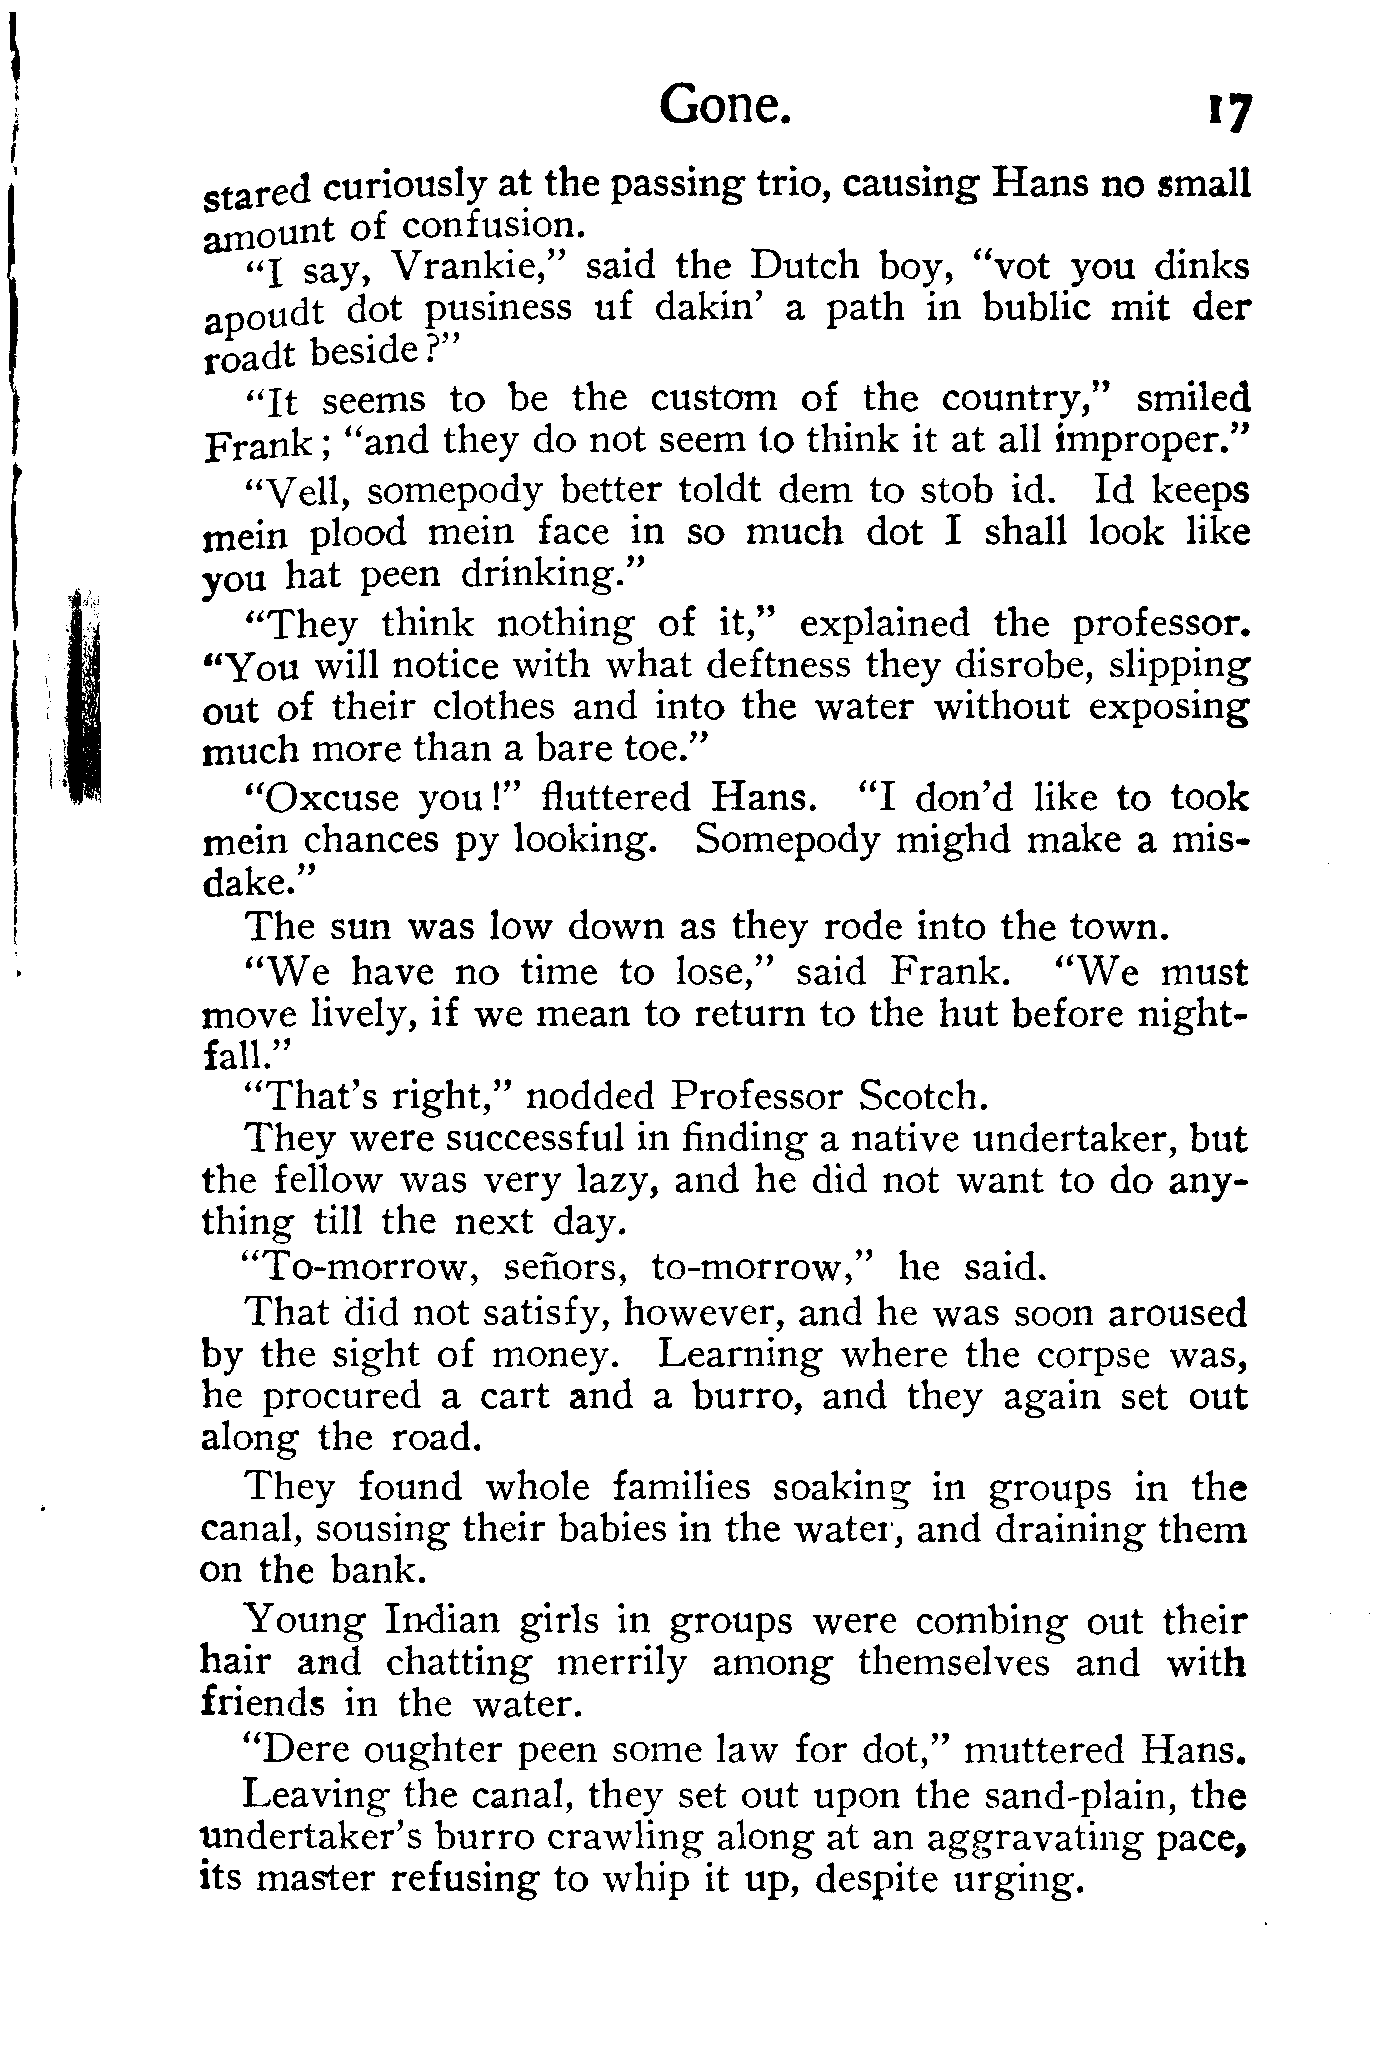 Gone. 17
stared curiously at the passing trio, causing Hans no small
amount of confusion.
“I say, Vrankie,” said the Dutch boy, “vot you dinks
apoudt dot pusiness uf dakin’ a path in bublic mit der
roadt beside?”
“It seems to be the custom of the country,” smiled
Frank; “and they do not seem to think it at all improper.”
“Vell, somepody better toldt dem to stob id. Id keeps
mein plood mein face in so much dot I shall look like
you hat peen drinking.”
“They think nothing of it,” explained the professor.
“You will notice with what deftness they disrobe, slipping
out of their clothes and into the water without exposing
much more than a bare toe.”
“Oxcuse you!” fluttered Hans. “I don’d like to took
mein chances py looking. Somepody mighd make a mis-
dake.”
The sun was low down as they rode into the town.
“We have no time to lose,” said Frank. “We must
move lively, if we mean to return to the hut before night-
fall.”
“That’s right,” nodded Professor Scotch.
They were successful in finding a native undertaker, but
the fellow was very lazy, and he did not want to do any-
thing till the next day.
“To-morrow, señors, to-morrow,” he said.
That did not satisfy, however, and he was soon aroused
by the sight of money. Learning where the corpse was,
he procured a cart and a burro, and they again set out
along the road.
They found whole families soaking in groups in the
canal, sousing their babies in the water, and draining them
on the bank.
Young Indian girls in groups were combing out their
hair and chatting merrily among themselves and with
friends in the water.
“Dere oughter peen some law for dot,” muttered Hans.
Leaving the canal, they set out upon the sand-plain, the
undertaker’s burro crawling along at an aggravating pace,
its master refusing to whip it up, despite urging.